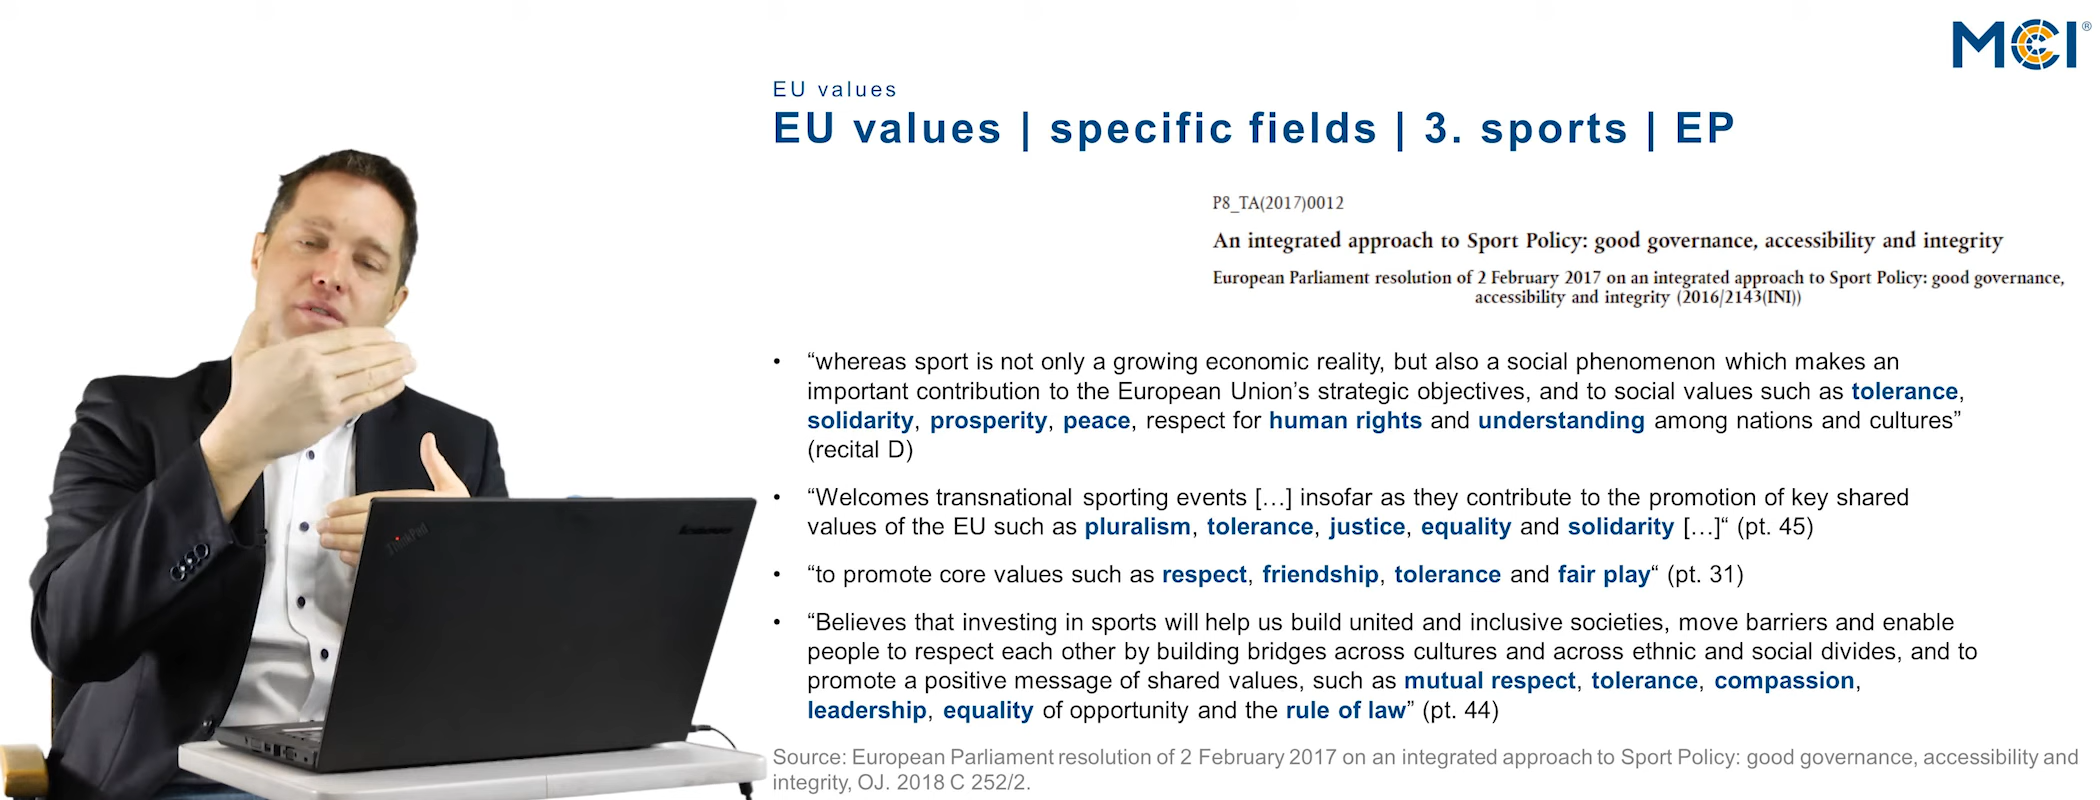 MCI®
EU values
EU values | specific fields | 3. sports | EP
P8_TA(2017)0012
An integrated approach to Sport Policy: good governance, accessibility and integrity
European Parliament resolution of 2 February 2017 on an integrated approach to Sport Policy: good governance,
accessibility and integrity (2016/2143(INI))
• “whereas sport is not only a growing economic reality, but also a social phenomenon which makes an
important contribution to the European Union’s strategic objectives, and to social values such as tolerance,
solidarity, prosperity, peace, respect for human rights and understanding among nations and cultures”
(recital D)
• “Welcomes transnational sporting events […] insofar as they contribute to the promotion of key shared
values of the EU such as pluralism, tolerance, justice, equality and solidarity […]“ (pt. 45)
• “to promote core values such as respect, friendship, tolerance and fair play“ (pt. 31)
• “Believes that investing in sports will help us build united and inclusive societies, move barriers and enable
people to respect each other by building bridges across cultures and across ethnic and social divides, and to
promote a positive message of shared values, such as mutual respect, tolerance, compassion,
leadership, equality of opportunity and the rule of law” (pt. 44)
Source: European Parliament resolution of 2 February 2017 on an integrated approach to Sport Policy: good governance, accessibility and
integrity, OJ. 2018 C 252/2.
ThinkPad
Lenovo